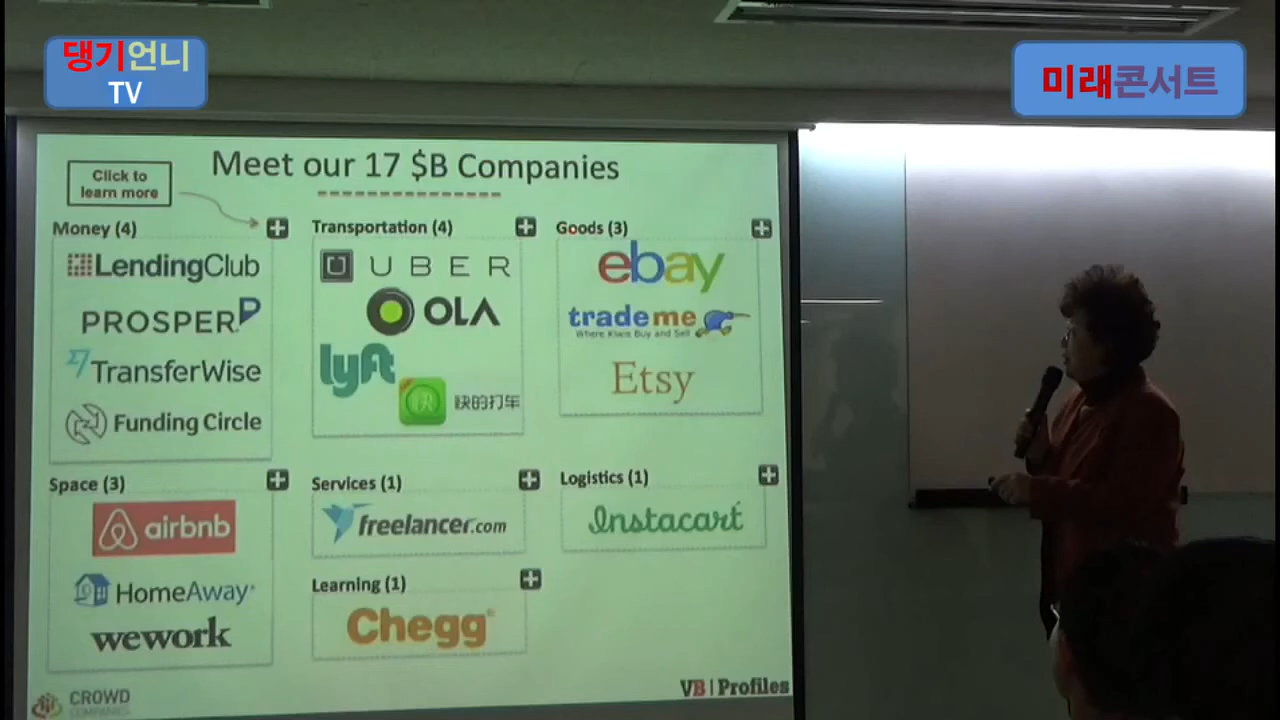 댕기언니
TV
미래콘서트
Meet our 17 $B Companies
Click to
learn more
Money (4)
LendingClub
PROSPER
TransferWise
Funding Circle
Transportation (4)
UBER
OLA
lyft
快
快的打车
Goods (3)
ebay
trademe
Where Kiwis Buy and Sell
Etsy
Space (3)
airbnb
HomeAway
wework
Services (1)
freelancer.com
Learning (1)
Chegg®
Logistics (1)
Instacart
CROWD
COMPANIES
VB | Profiles